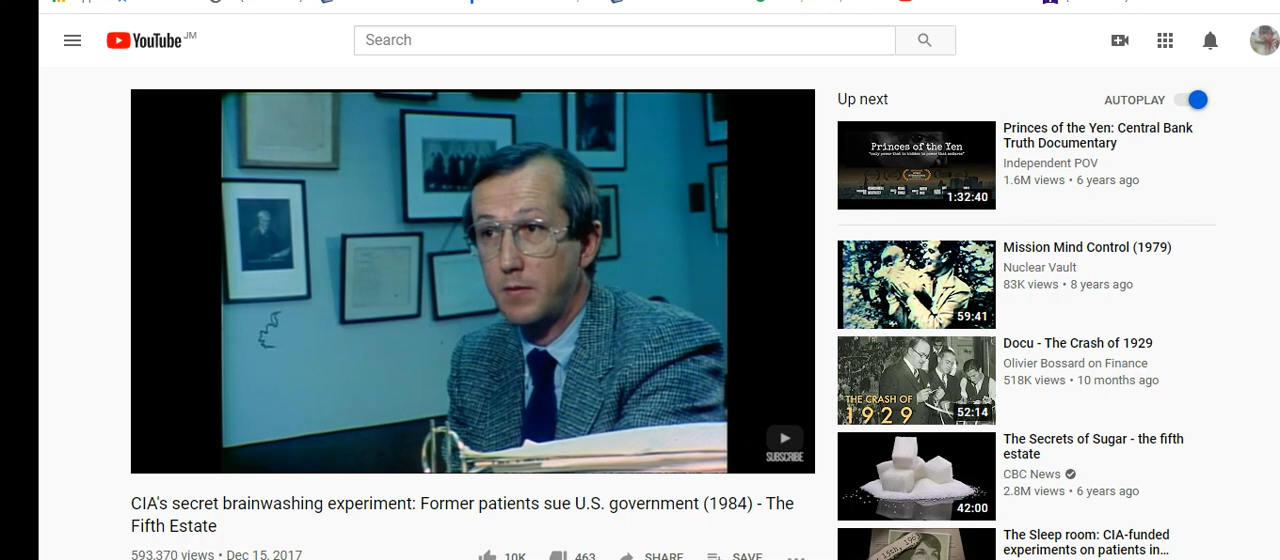 YouTube JM
Search
Up next
AUTOPLAY
Princes of the Yen
1:32:40
Princes of the Yen: Central Bank
Truth Documentary
Independent POV
1.6M views • 6 years ago
59:41
Mission Mind Control (1979)
Nuclear Vault
83K views • 8 years ago
THE CRASH OF
1929
52:14
Docu - The Crash of 1929
Olivier Bossard on Finance
518K views • 10 months ago
42:00
The Secrets of Sugar - the fifth
estate
CBC News
2.8M views • 6 years ago
The Sleep room: CIA-funded
experiments on patients in...
SUBSCRIBE
CIA's secret brainwashing experiment: Former patients sue U.S. government (1984) - The
Fifth Estate
593,370 views • Dec 15, 2017
10K
463
SHARE
SAVE